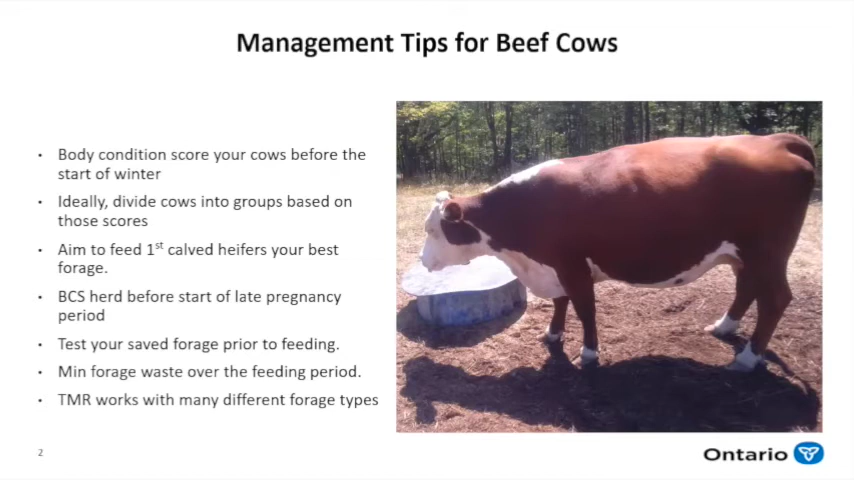 Management Tips for Beef Cows
• Body condition score your cows before the
start of winter
• Ideally, divide cows into groups based on
those scores
• Aim to feed 1st calved heifers your best
forage.
• BCS herd before start of late pregnancy
period
• Test your saved forage prior to feeding.
• Min forage waste over the feeding period.
• TMR works with many different forage types
2
Ontario